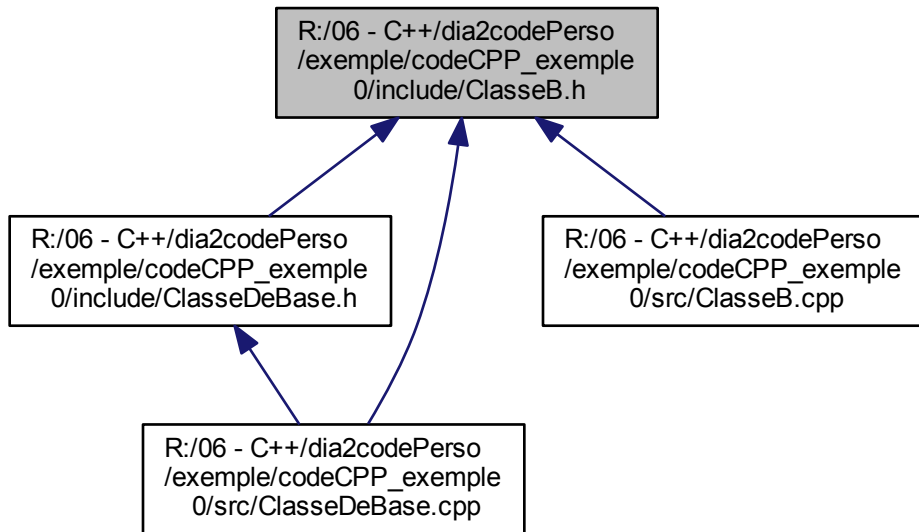 R:/06 - C++/dia2codePerso
/exemple/codeCPP_exemple
0/include/ClasseB.h
R:/06 - C++/dia2codePerso
/exemple/codeCPP_exemple
0/include/ClasseDeBase.h
R:/06 - C++/dia2codePerso
/exemple/codeCPP_exemple
0/src/ClasseB.cpp
R:/06 - C++/dia2codePerso
/exemple/codeCPP_exemple
0/src/ClasseDeBase.cpp